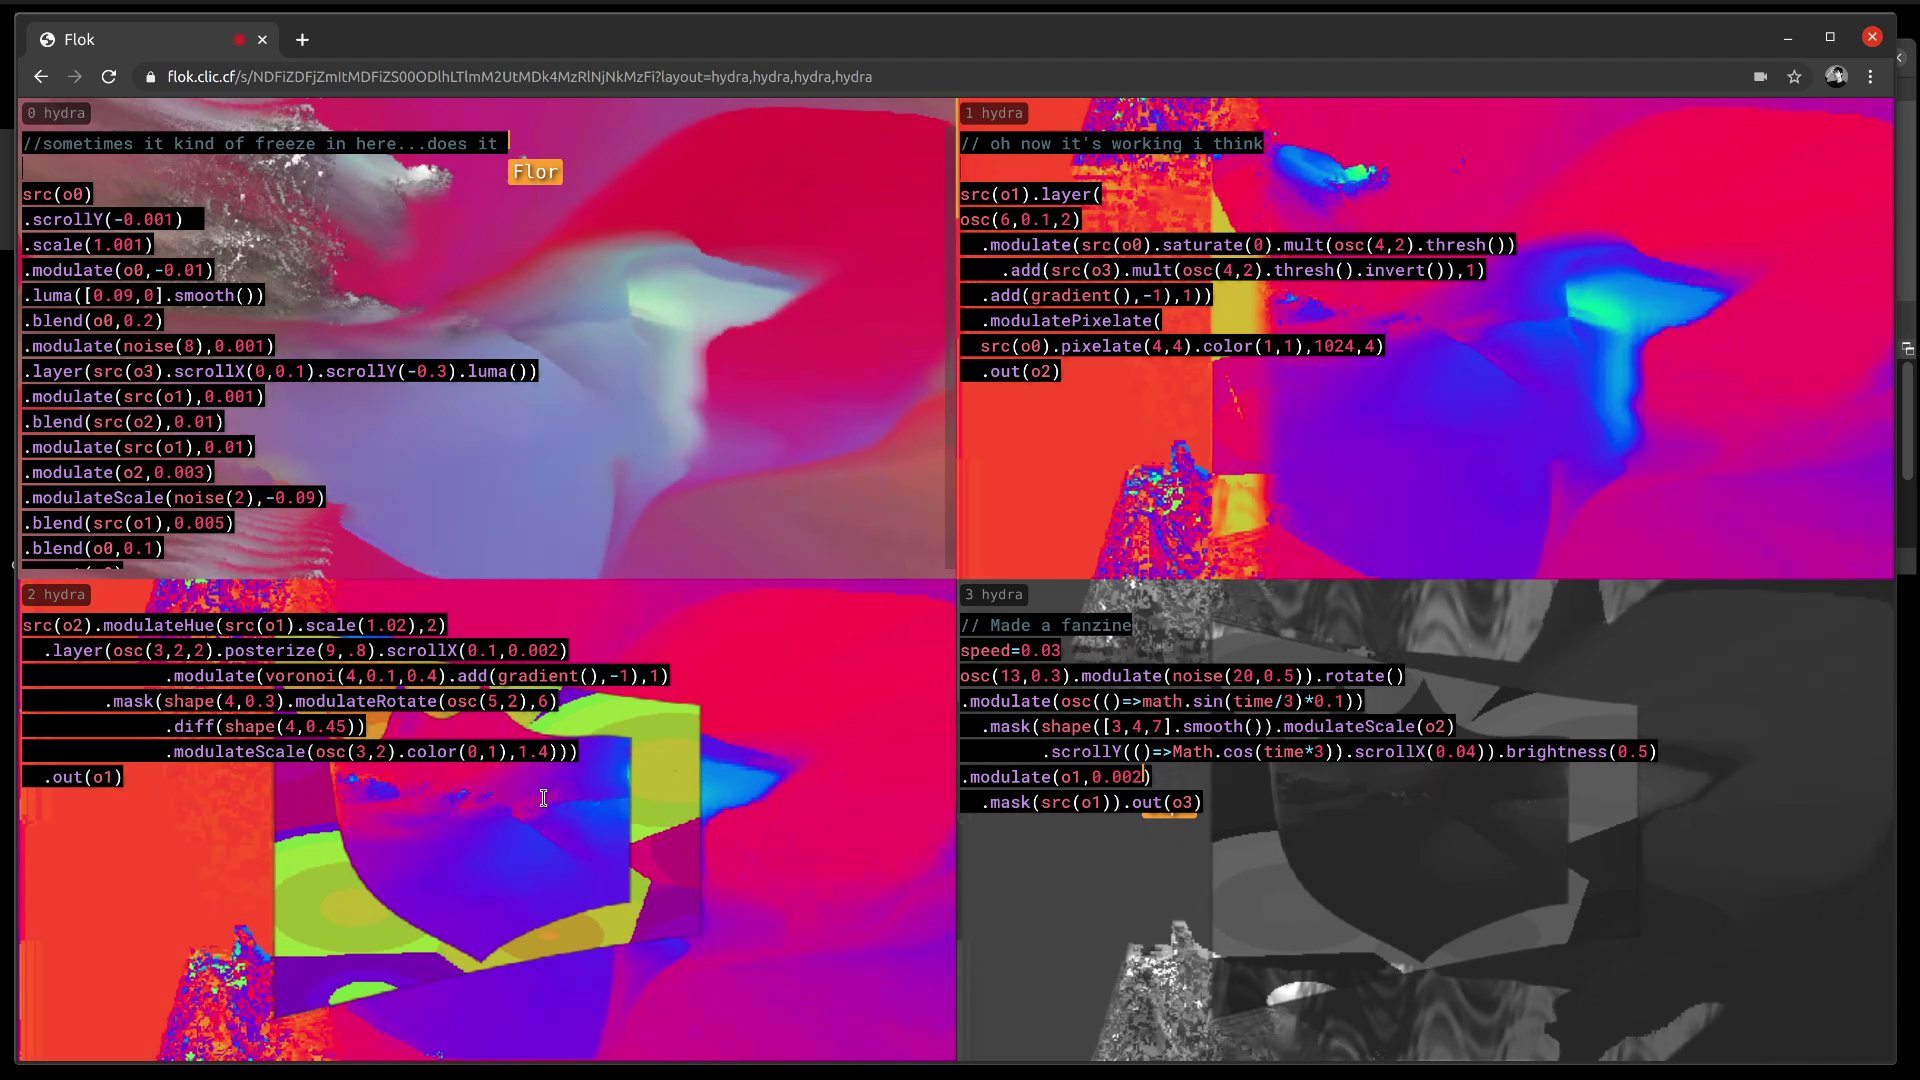 Flok
flok.clic.cf/s/NDFiZDFjZmItMDFiZS00ODlhLTlmM2UtMDk4MzRlNjNkMzFi?layout=hydra,hydra,hydra,hydra
0 hydra
//sometimes it kind of freeze in here...does it
Flor
src(o0)
.scrollY(-0.001)
.scale(1.001)
.modulate(o0,-0.01)
.luma([0.09,0].smooth())
.blend(o0,0.2)
.modulate(noise(8),0.001)
.layer(src(o3).scrollX(0,0.1).scrollY(-0.3).luma())
.modulate(src(o1),0.001)
.blend(src(o2),0.01)
.modulate(src(o1),0.01)
.modulate(o2,0.003)
.modulateScale(noise(2),-0.09)
.blend(src(o1),0.005)
.blend(o0,0.1)
1 hydra
// oh now it's working i think
src(o1).layer(
osc(6,0.1,2)
.modulate(src(o0).saturate(0).mult(osc(4,2).thresh())
.add(src(o3).mult(osc(4,2).thresh().invert()),1)
.add(gradient(),-1),1))
.modulatePixelate(
src(o0).pixelate(4,4).color(1,1),1024,4)
.out(o2)
2 hydra
src(o2).modulateHue(src(o1).scale(1.02),2)
.layer(osc(3,2,2).posterize(9,.8).scrollX(0.1,0.002)
.modulate(voronoi(4,0.1,0.4).add(gradient(),-1),1)
.mask(shape(4,0.3).modulateRotate(osc(5,2),6)
.diff(shape(4,0.45))
.modulateScale(osc(3,2).color(0,1),1.4)))
.out(o1)
3 hydra
// Made a fanzine
speed=0.03
osc(13,0.3).modulate(noise(20,0.5)).rotate()
.modulate(osc(()=>math.sin(time/3)*0.1))
.mask(shape([3,4,7].smooth()).modulateScale(o2)
.scrollY(()=>Math.cos(time*3)).scrollX(0.04)).brightness(0.5)
.modulate(o1,0.002)
.mask(src(o1)).out(o3)